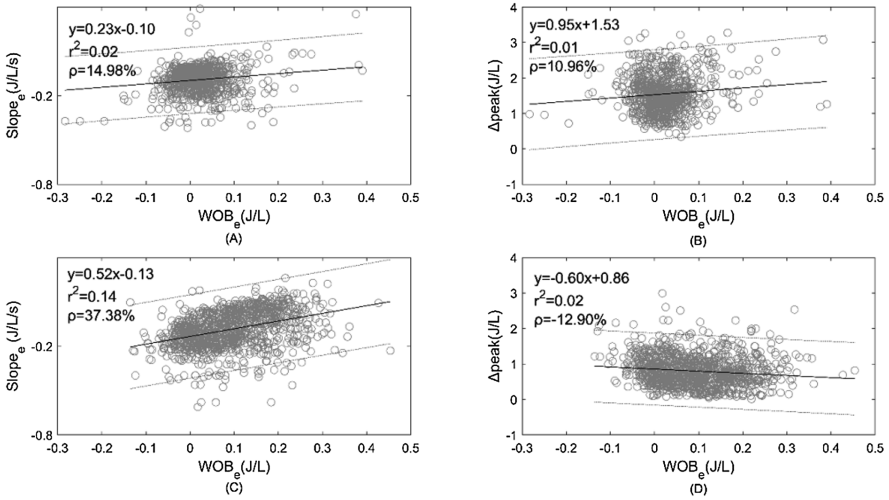 y=0.23x-0.10
r²=0.02
ρ=14.98%
Slope_e (J/L/s)
-0.2
-0.8
-0.3 -0.2 -0.1 0 0.1 0.2 0.3 0.4 0.5
WOB_e(J/L)
(A)
y=0.95x+1.53
r²=0.01
ρ=10.96%
Δpeak(J/L)
4
3
2
1
0
-1
-0.3 -0.2 -0.1 0 0.1 0.2 0.3 0.4 0.5
WOB_e(J/L)
(B)
y=0.52x-0.13
r²=0.14
ρ=37.38%
Slope_e (J/L/s)
-0.2
-0.8
-0.3 -0.2 -0.1 0 0.1 0.2 0.3 0.4 0.5
WOB_e(J/L)
(C)
y=-0.60x+0.86
r²=0.02
ρ=-12.90%
Δpeak(J/L)
4
3
2
1
0
-1
-0.3 -0.2 -0.1 0 0.1 0.2 0.3 0.4 0.5
WOB_e(J/L)
(D)